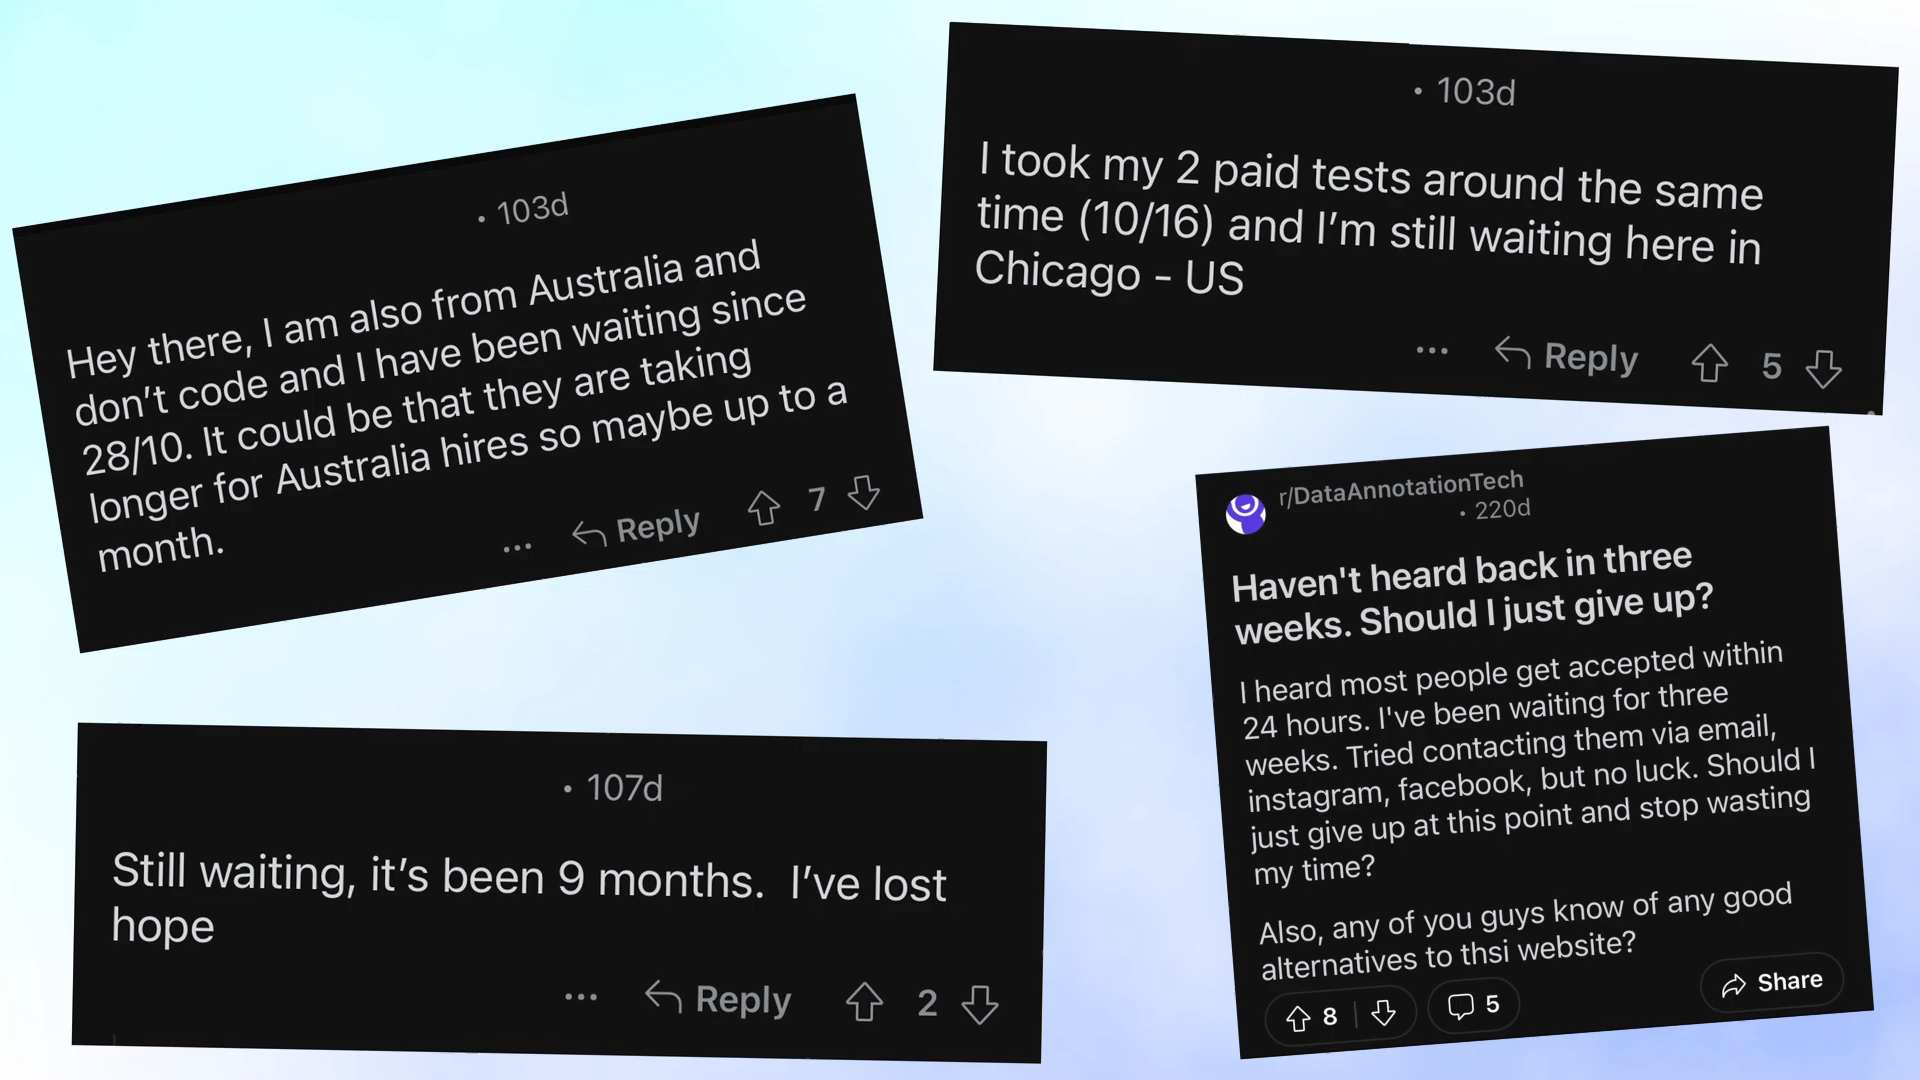 • 103d
Hey there, I am also from Australia and
don't code and I have been waiting since
28/10. It could be that they are taking
longer for Australia hires so maybe up to a
month.
... Reply 7
• 103d
I took my 2 paid tests around the same
time (10/16) and I'm still waiting here in
Chicago - US
... Reply 5
• 107d
Still waiting, it's been 9 months. I've lost
hope
... Reply 2
r/DataAnnotationTech
• 220d
Haven't heard back in three
weeks. Should I just give up?
I heard most people get accepted within
24 hours. I've been waiting for three
weeks. Tried contacting them via email,
instagram, facebook, but no luck. Should I
just give up at this point and stop wasting
my time?
Also, any of you guys know of any good
alternatives to thsi website?
8 5 Share